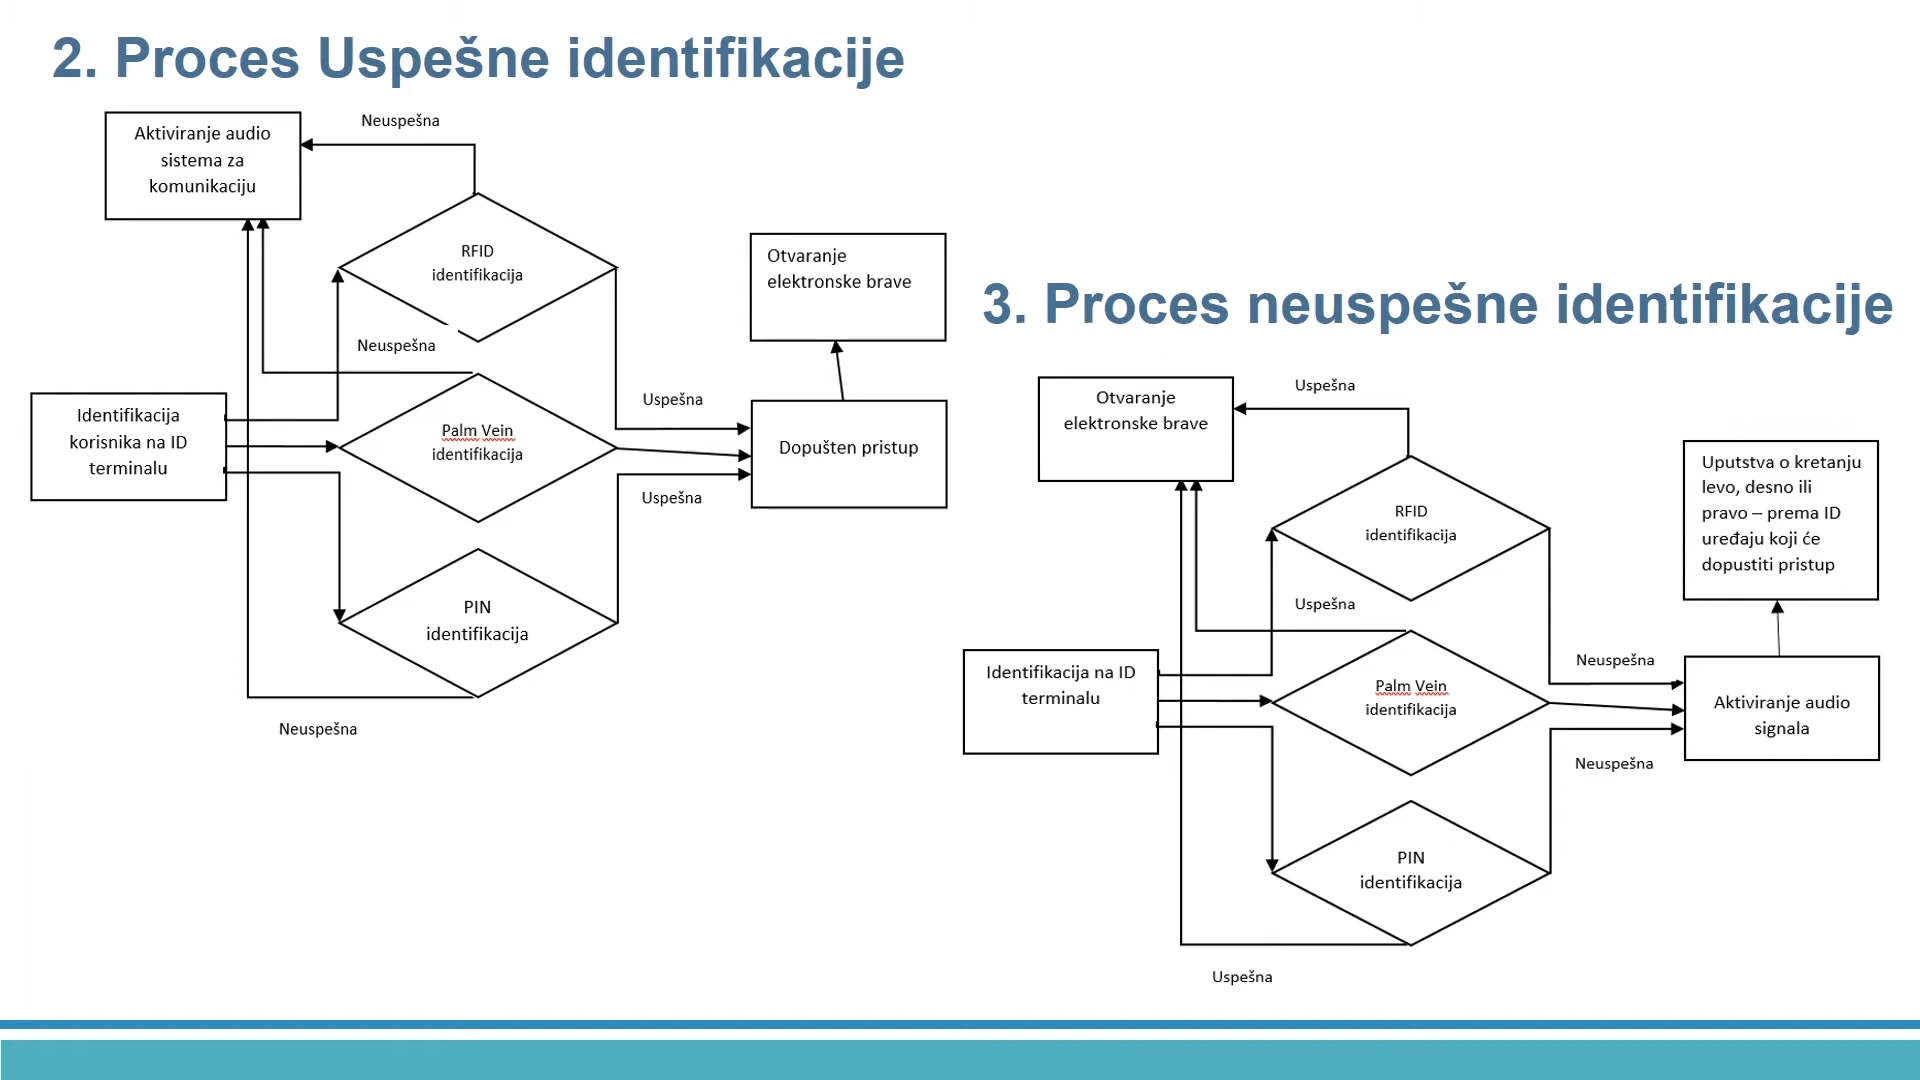 2. Proces Uspešne identifikacije
Neuspešna
Aktiviranje audio
sistema za
komunikaciju
RFID
identifikacija
Otvaranje
elektronske brave
Neuspešna
Uspešna
Identifikacija
korisnika na ID
terminalu
Palm Vein
identifikacija
Dopušten pristup
Uspešna
PIN
identifikacija
Neuspešna
3. Proces neuspešne identifikacije
Otvaranje
elektronske brave
Uspešna
Uputstva o kretanju
levo, desno ili
pravo – prema ID
uređaju koji će
dopustiti pristup
RFID
identifikacija
Uspešna
Neuspešna
Identifikacija na ID
terminalu
Palm Vein
identifikacija
Aktiviranje audio
signala
Neuspešna
PIN
identifikacija
Uspešna